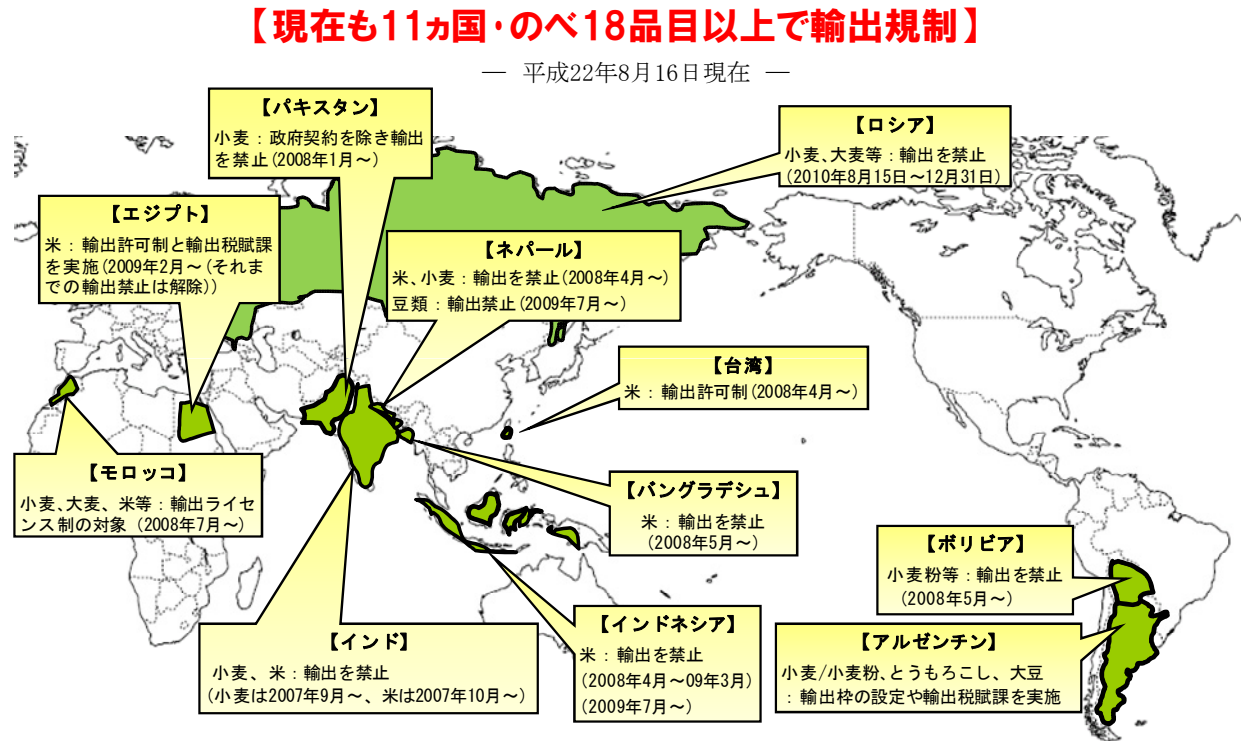 【現在も11ヵ国・のべ18品目以上で輸出規制】
― 平成22年8月16日現在 ―
【パキスタン】
小麦：政府契約を除き輸出
を禁止(2008年1月～)
【ロシア】
小麦、大麦等：輸出を禁止
(2010年8月15日～12月31日)
【エジプト】
米：輸出許可制と輸出税賦課
を実施(2009年2月～(それま
での輸出禁止は解除))
【ネパール】
米、小麦：輸出を禁止(2008年4月～)
豆類：輸出禁止(2009年7月～)
【台湾】
米：輸出許可制(2008年4月～)
【モロッコ】
小麦、大麦、米等：輸出ライセ
ンス制の対象 (2008年7月～)
【バングラデシュ】
米：輸出を禁止
(2008年5月～)
【ボリビア】
小麦粉等：輸出を禁止
(2008年5月～)
【インド】
小麦、米：輸出を禁止
(小麦は2007年9月～、米は2007年10月～)
【インドネシア】
米：輸出を禁止
(2008年4月～09年3月)
(2009年7月～)
【アルゼンチン】
小麦/小麦粉、とうもろこし、大豆
：輸出枠の設定や輸出税賦課を実施